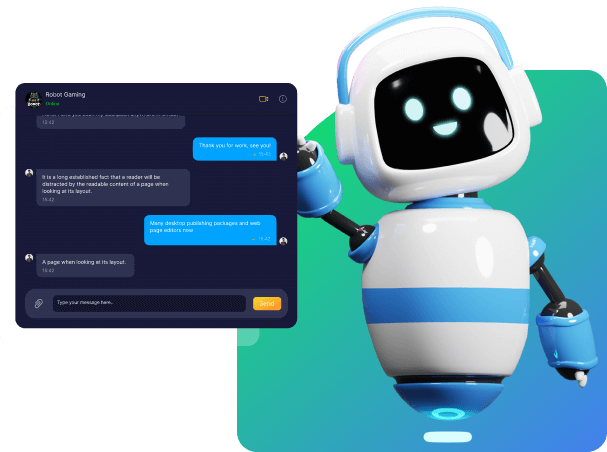 Robot Gaming
Online
15:42
Thank you for work, see you!
15:42
It is a long established fact that a reader will be
distracted by the readable content of a page when
looking at its layout.
15:42
Many desktop publishing packages and web
page editors now
15:42
A page when looking at its layout.
15:42
Type your message here..
Send